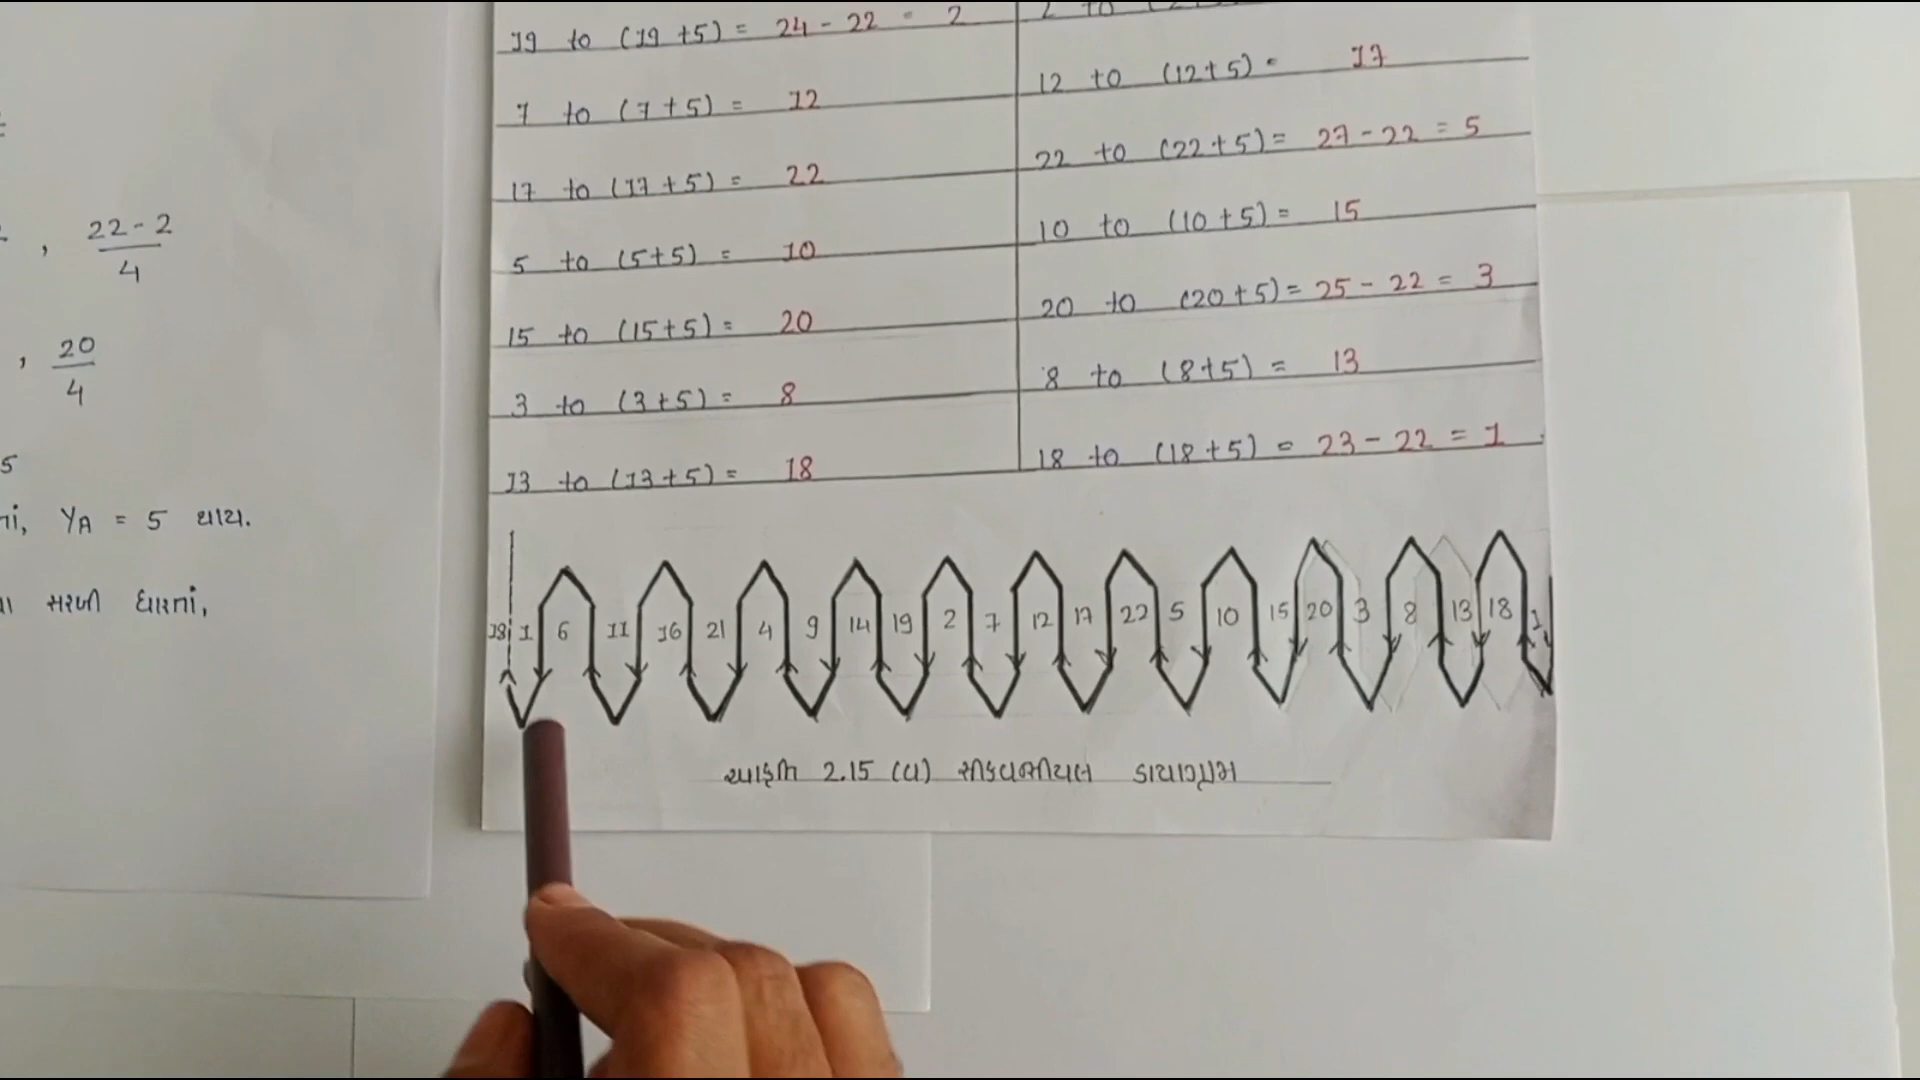 22 - 2
4
,
20
4
,
5
YA = 5 થાય.
સરખી ધારતાં,
19 to (19 +5) = 24 - 22 = 2
7 to (7 + 5) = 12
12 to (12 + 5) = 17
17 to (17 + 5) = 22
22 to (22 + 5) = 27 - 22 = 5
5 to (5+5) = 10
10 to (10 + 5) = 15
15 to (15 + 5) = 20
20 to (20 + 5) = 25 - 22 = 3
3 to (3 + 5) = 8
8 to (8+5) = 13
13 to (13 + 5) = 18
18 to (18 + 5) = 23 - 22 = 1
18 1 6 11 16 21 4 9 14 19 2 7 12 17 22 5 10 15 20 3 8 13 18 1
2.15 ડાયાગ્રામ